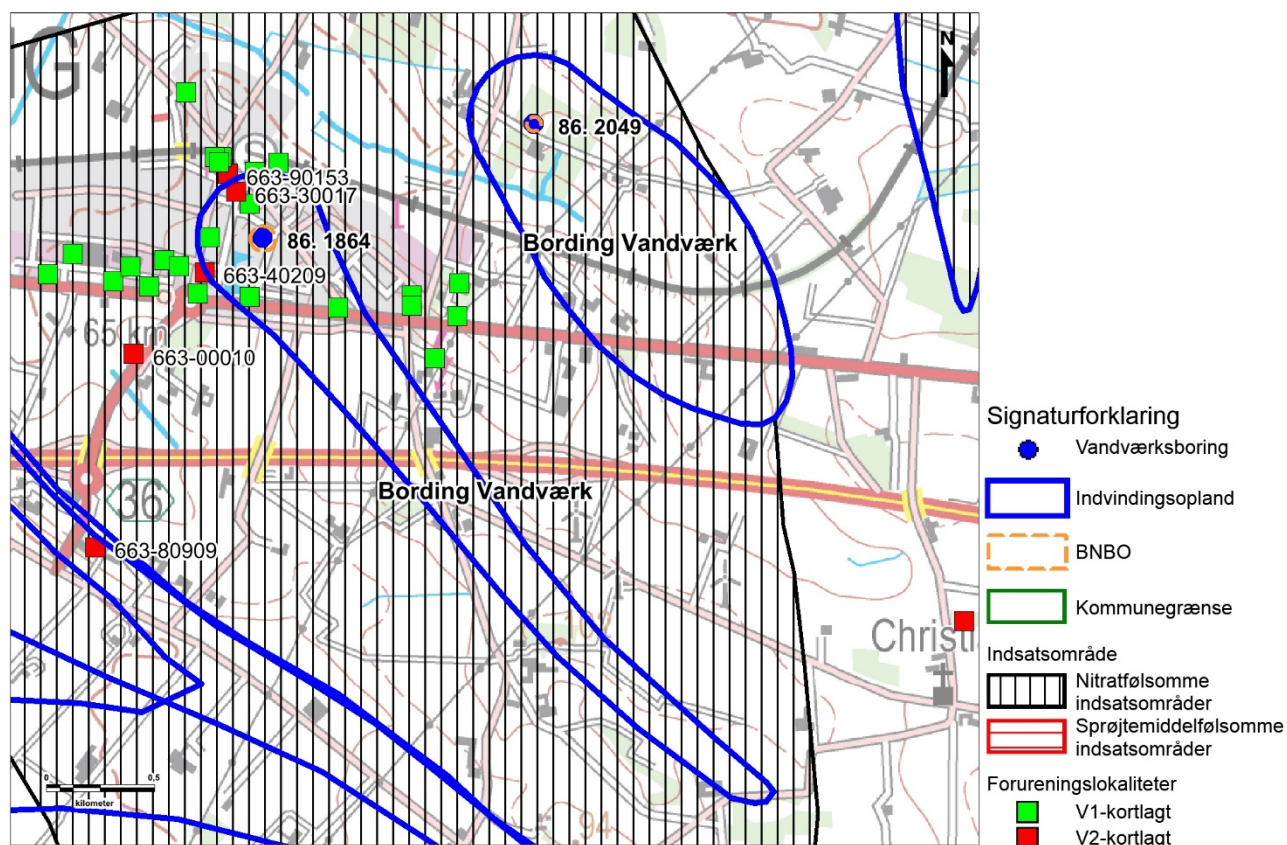 NG
N
86. 2049
663-90153
663-30017
Bording Vandværk
86. 1864
663-40209
65 km
663-00010
Bording Vandværk
36
663-80909
Christi
94
0 0,5
kilometer
Signaturforklaring
Vandværksboring
Indvindingsopland
BNBO
Kommunegrænse
Indsatsområde
Nitratfølsomme
indsatsområder
Sprøjtemiddelfølsomme
indsatsområder
Forureningslokaliteter
V1-kortlagt
V2-kortlagt